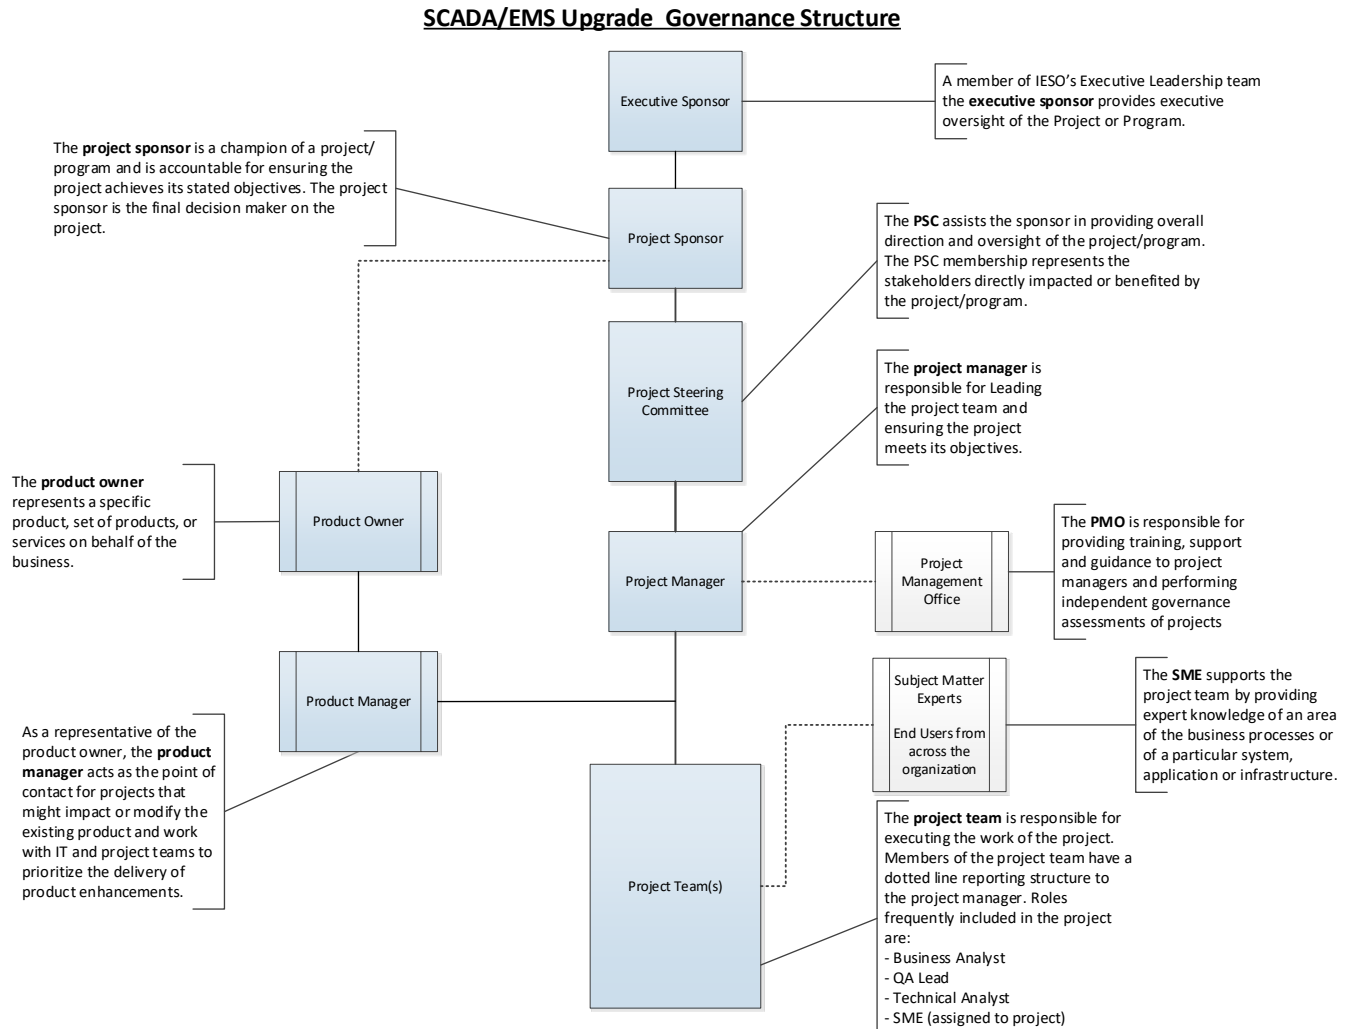 SCADA/EMS Upgrade  Governance Structure
Executive Sponsor
A member of IESO’s Executive Leadership team
the executive sponsor provides executive
oversight of the Project or Program.
The project sponsor is a champion of a project/
program and is accountable for ensuring the
project achieves its stated objectives. The project
sponsor is the final decision maker on the
project.
Project Sponsor
The PSC assists the sponsor in providing overall
direction and oversight of the project/program.
The PSC membership represents the
stakeholders directly impacted or benefited by
the project/program.
Project Steering
Committee
The project manager is
responsible for Leading
the project team and
ensuring the project
meets its objectives.
The product owner
represents a specific
product, set of products, or
services on behalf of the
business.
Product Owner
Project Manager
Project
Management
Office
The PMO is responsible for
providing training, support
and guidance to project
managers and performing
independent governance
assessments of projects
Product Manager
Subject Matter
Experts
End Users from
across the
organization
The SME supports the
project team by providing
expert knowledge of an area
of the business processes or
of a particular system,
application or infrastructure.
As a representative of the
product owner, the product
manager acts as the point of
contact for projects that
might impact or modify the
existing product and work
with IT and project teams to
prioritize the delivery of
product enhancements.
Project Team(s)
The project team is responsible for
executing the work of the project.
Members of the project team have a
dotted line reporting structure to
the project manager. Roles
frequently included in the project
are:
- Business Analyst
- QA Lead
- Technical Analyst
- SME (assigned to project)